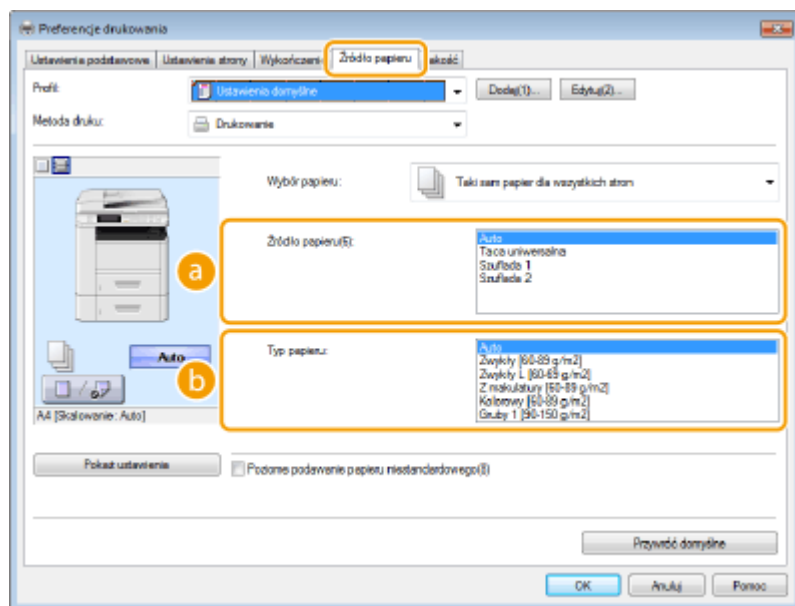 Preferencje drukowania
Ustawienia podstawowe Ustawienia strony Wykończeni Źródło papieru akość
Profil: Ustawienia domyślne Dodaj(1)... Edytuj(2)...
Metoda druku: Drukowanie
Wybór papieru: Taki sam papier dla wszystkich stron
a
Źródło papieru(6):
Auto
Taca uniwersalna
Szuflada 1
Szuflada 2
b
Typ papieru:
Auto
Zwykły [60-89 g/m2]
Zwykły L [60-69 g/m2]
Z makulatury [60-89 g/m2]
Kolorowy [60-89 g/m2]
Gruby 1 [90-150 g/m2]
Auto
A4 [Skalowanie: Auto]
Pokaż ustawienia
Poziome podawanie papieru niestandardowego(8)
Przywróć domyślne
OK Anuluj Pomoc